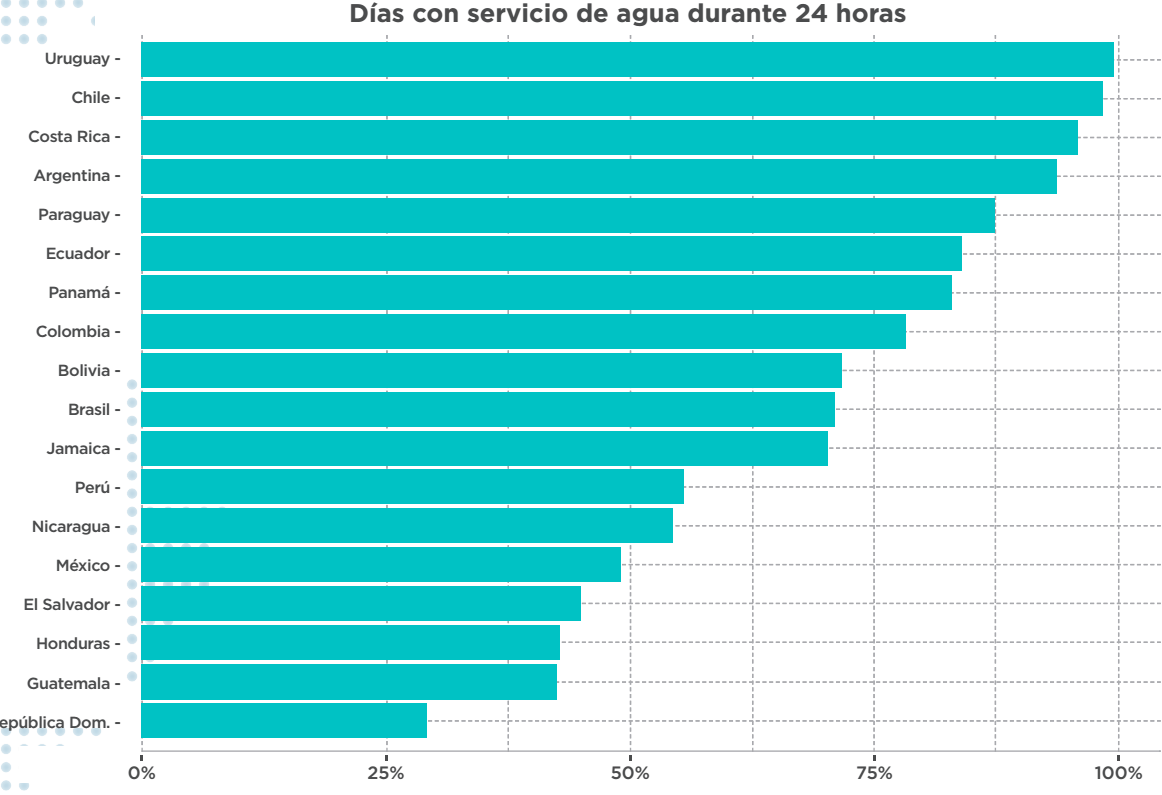 Días con servicio de agua durante 24 horas
Uruguay -
Chile -
Costa Rica -
Argentina -
Paraguay -
Ecuador -
Panamá -
Colombia -
Bolivia -
Brasil -
Jamaica -
Perú -
Nicaragua -
México -
El Salvador -
Honduras -
Guatemala -
epública Dom. -
0% 25% 50% 75% 100%